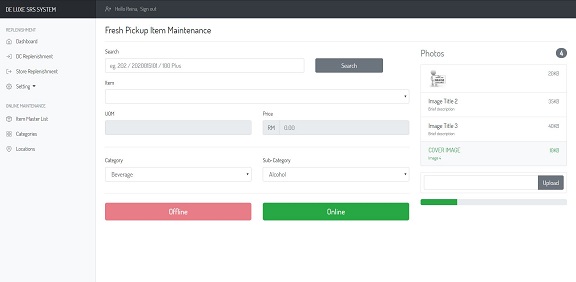 DE LUXE SRS SYSTEM
Hello Rena, Sign out
REPLENISHMENT
Dashboard
DC Replenishment
Store Replenishment
Setting
ONLINE MAINTENANCE
Item Master List
Categories
Locations
Fresh Pickup Item Maintenance
Search
eg. 202 / 2020015101 / 100 Plus
Search
Item
UOM
Price
RM 0.00
Category
Sub-Category
Beverage
Alcohol
Offline
Online
Photos
4
20KB
Image Title 2
35KB
Brief description
Image Title 3
40KB
Brief description
COVER IMAGE
10KB
Image 4
Upload